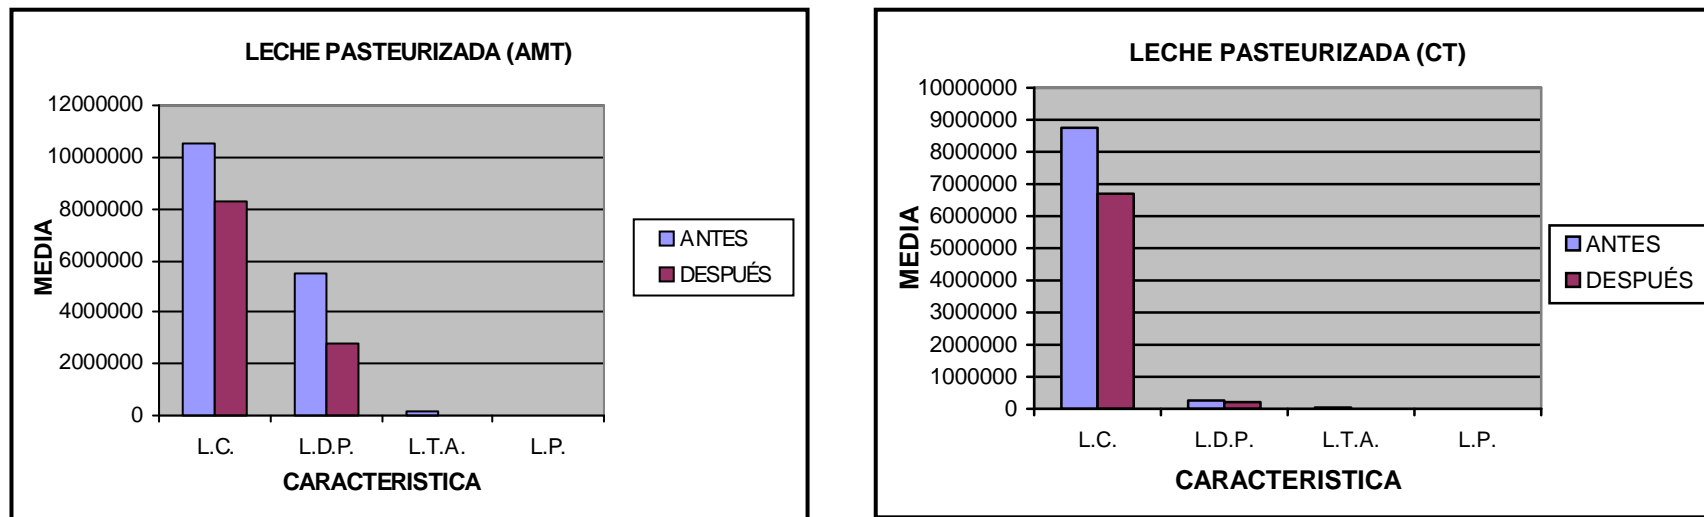 LECHE PASTEURIZADA (AMT)
12000000
10000000
8000000
6000000
4000000
2000000
0
MEDIA
L.C. L.D.P. L.T.A. L.P.
CARACTERISTICA
ANTES
DESPUÉS
LECHE PASTEURIZADA (CT)
10000000
9000000
8000000
7000000
6000000
5000000
4000000
3000000
2000000
1000000
0
MEDIA
L.C. L.D.P. L.T.A. L.P.
CARACTERISTICA
ANTES
DESPUÉS